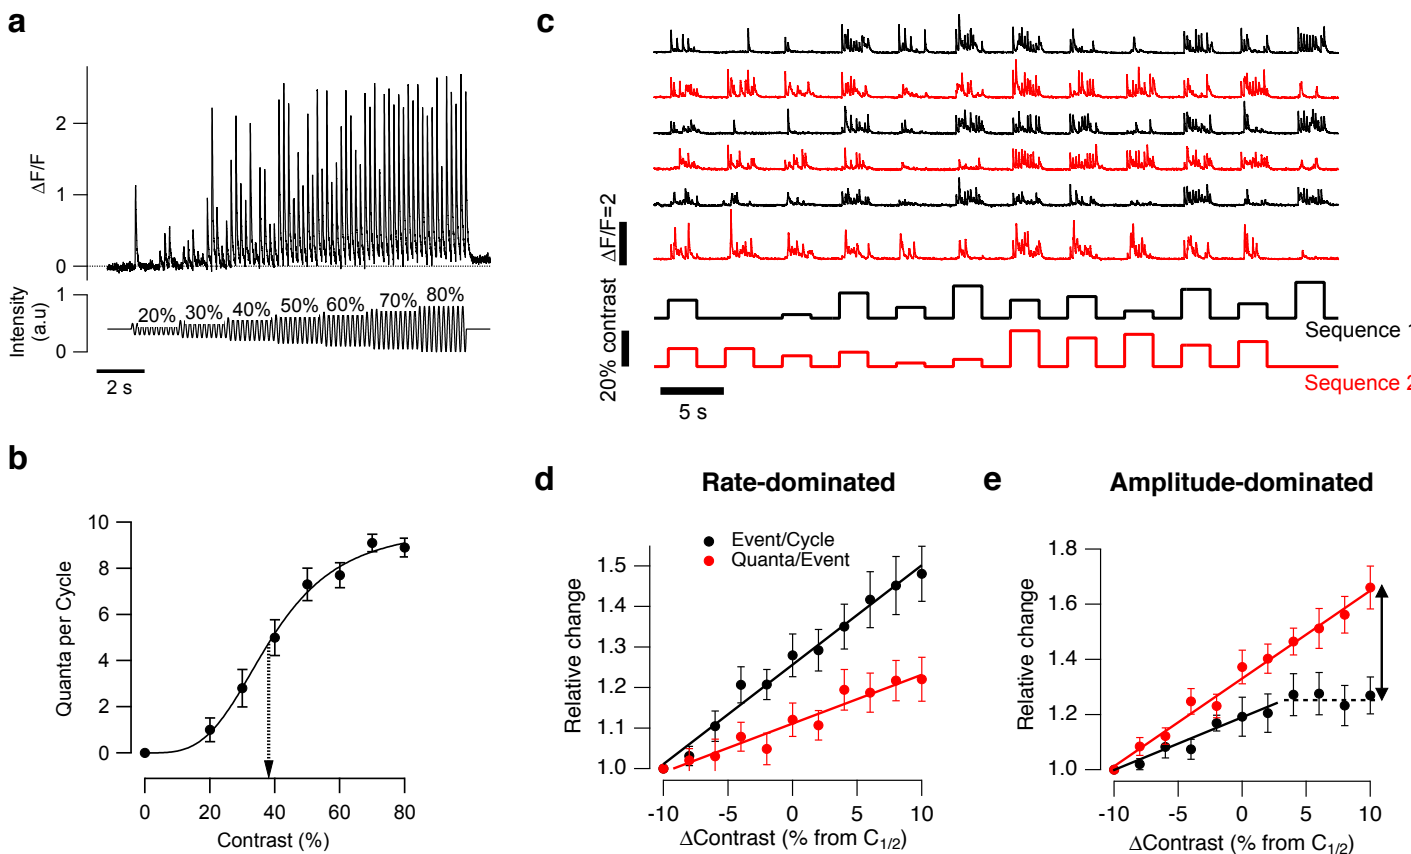 a
ΔF/F
2
1
0
Intensity
(a.u)
1
0
20%
30%
40%
50%
60%
70%
80%
2 s
b
Quanta per Cycle
10
8
6
4
2
0
0
20
40
60
80
Contrast (%)
c
ΔF/F=2
20% contrast
Sequence 1
Sequence 2
5 s
d
Rate-dominated
Event/Cycle
Quanta/Event
Relative change
1.5
1.4
1.3
1.2
1.1
1.0
-10
-5
0
5
10
ΔContrast (% from C1/2)
e
Amplitude-dominated
Relative change
1.8
1.6
1.4
1.2
1.0
-10
-5
0
5
10
ΔContrast (% from C1/2)